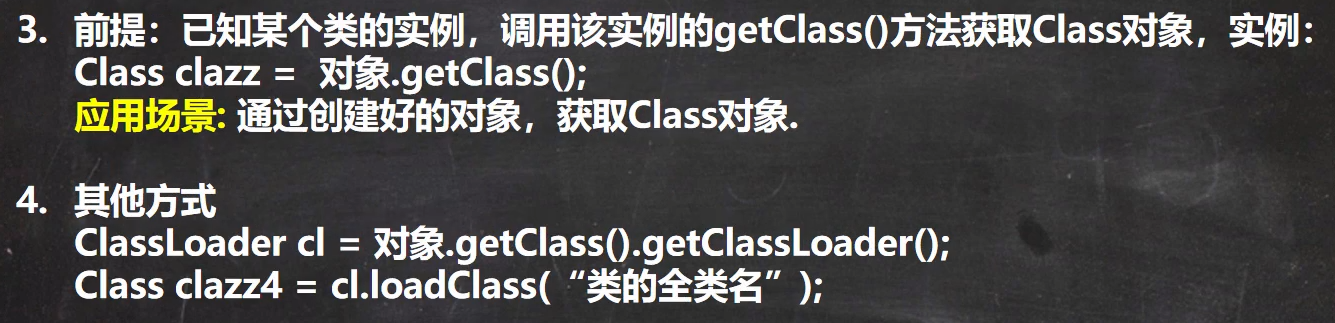 3. 前提：已知某个类的实例，调用该实例的getClass()方法获取Class对象，实例：
Class clazz = 对象.getClass();
应用场景: 通过创建好的对象，获取Class对象.
4. 其他方式
ClassLoader cl = 对象.getClass().getClassLoader();
Class clazz4 = cl.loadClass(“类的全类名”);